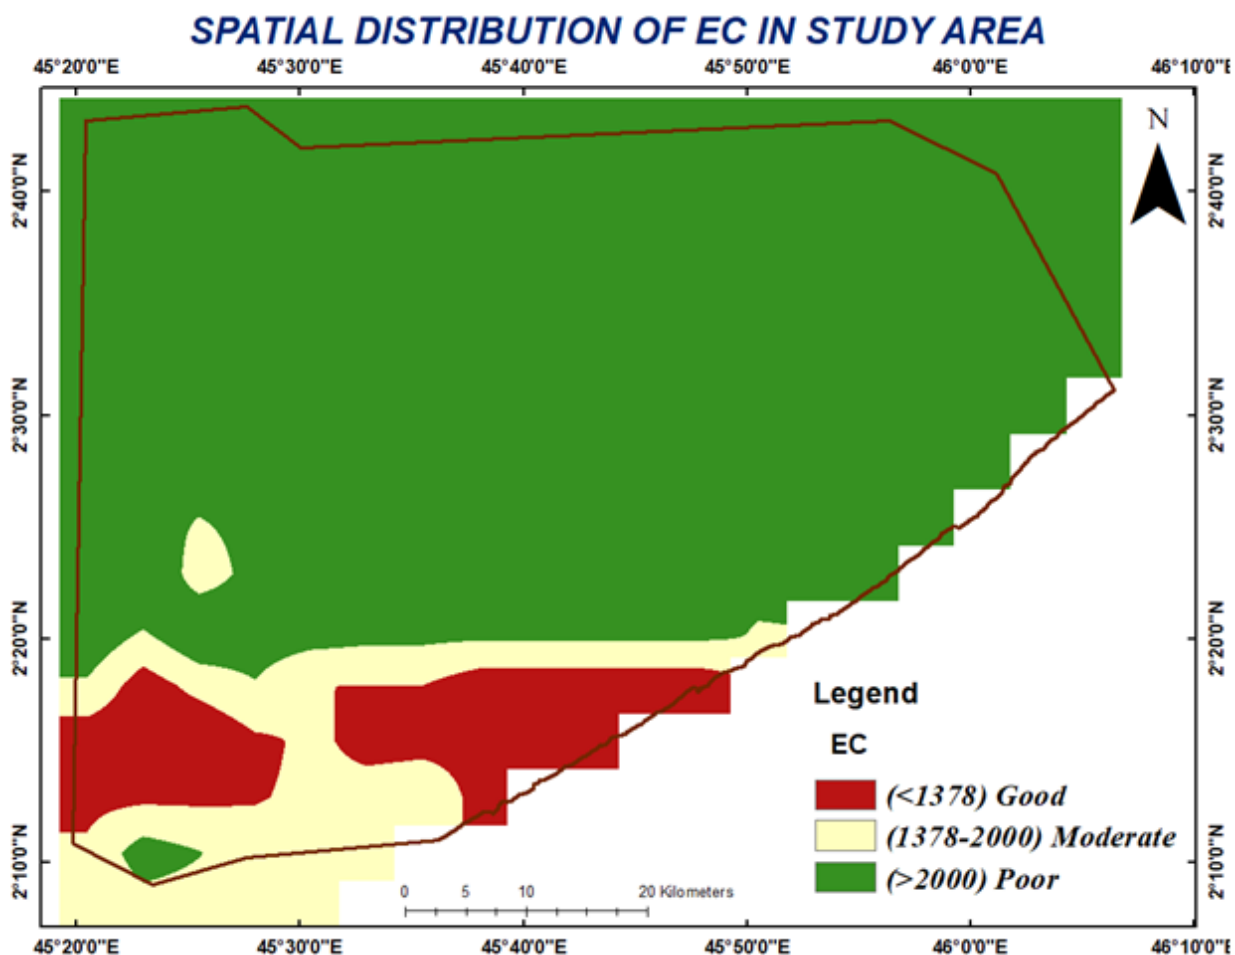 SPATIAL DISTRIBUTION OF EC IN STUDY AREA
45°20'0"E 45°30'0"E 45°40'0"E 45°50'0"E 46°0'0"E 46°10'0"E
N
2°40'0"N 2°40'0"N
2°30'0"N 2°30'0"N
2°20'0"N 2°20'0"N
Legend
EC
(<1378) Good
(1378-2000) Moderate
2°10'0"N 2°10'0"N
(>2000) Poor
0 5 10 20 Kilometers
45°20'0"E 45°30'0"E 45°40'0"E 45°50'0"E 46°0'0"E 46°10'0"E